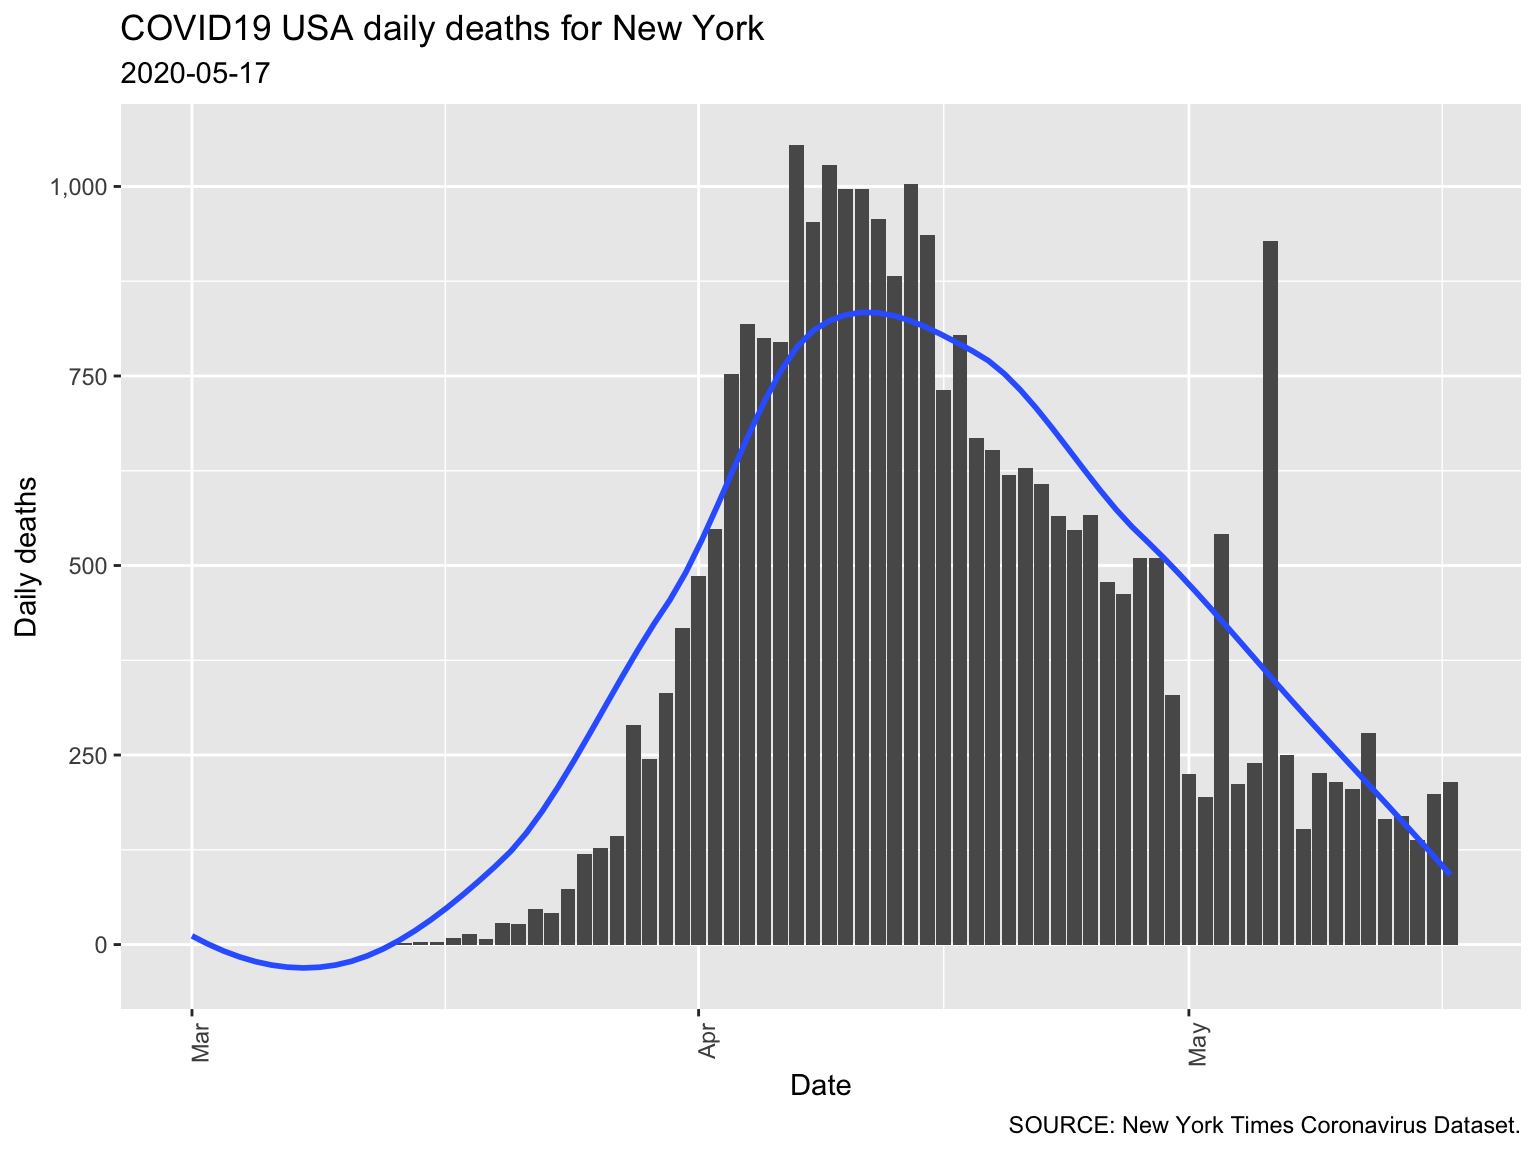 COVID19 USA daily deaths for New York
2020-05-17
Daily deaths
1,000
750
500
250
0
Mar
Apr
May
Date
SOURCE: New York Times Coronavirus Dataset.